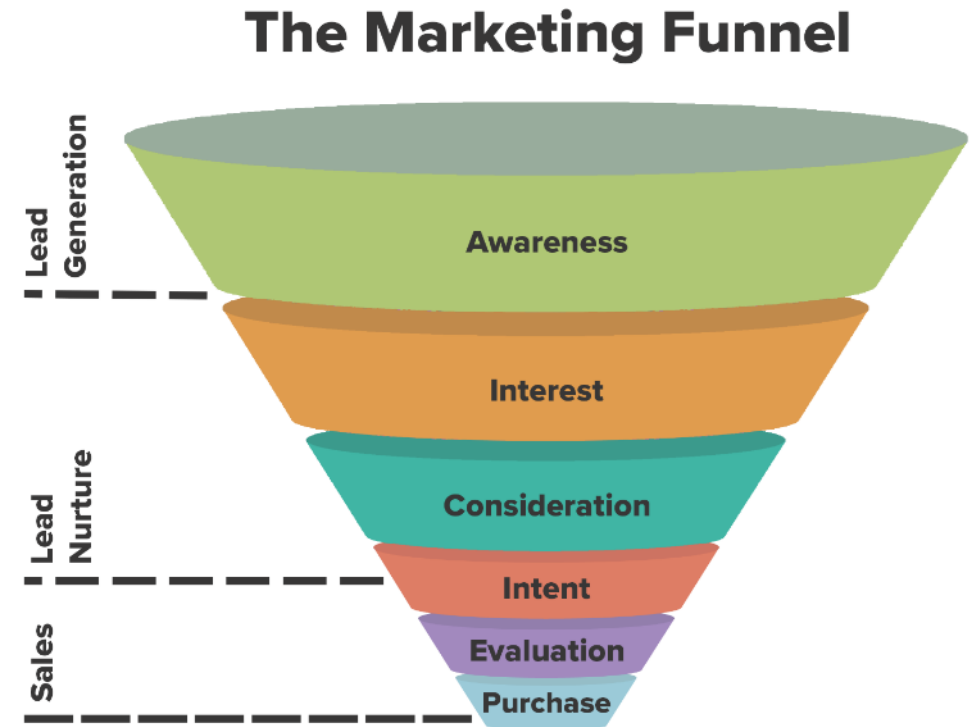 The Marketing Funnel
Lead
Generation
Awareness
Interest
Lead
Nurture
Consideration
Intent
Sales
Evaluation
Purchase